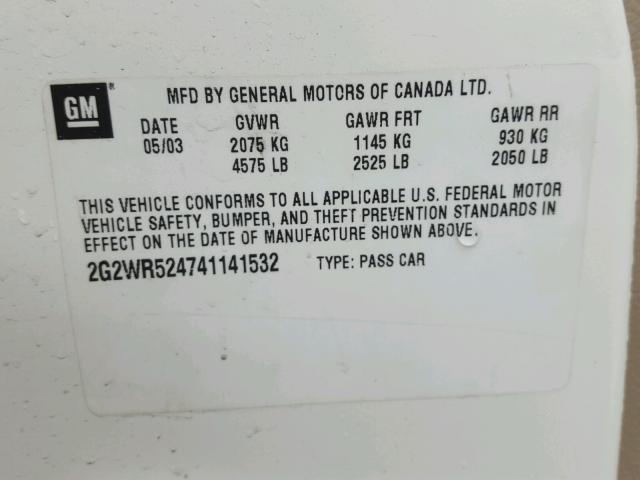 GM
MFD BY GENERAL MOTORS OF CANADA LTD.
DATE GVWR GAWR FRT GAWR RR
05/03 2075 KG 1145 KG 930 KG
4575 LB 2525 LB 2050 LB
THIS VEHICLE CONFORMS TO ALL APPLICABLE U.S. FEDERAL MOTOR
VEHICLE SAFETY, BUMPER, AND THEFT PREVENTION STANDARDS IN
EFFECT ON THE DATE OF MANUFACTURE SHOWN ABOVE.
2G2WR524741141532 TYPE: PASS CAR